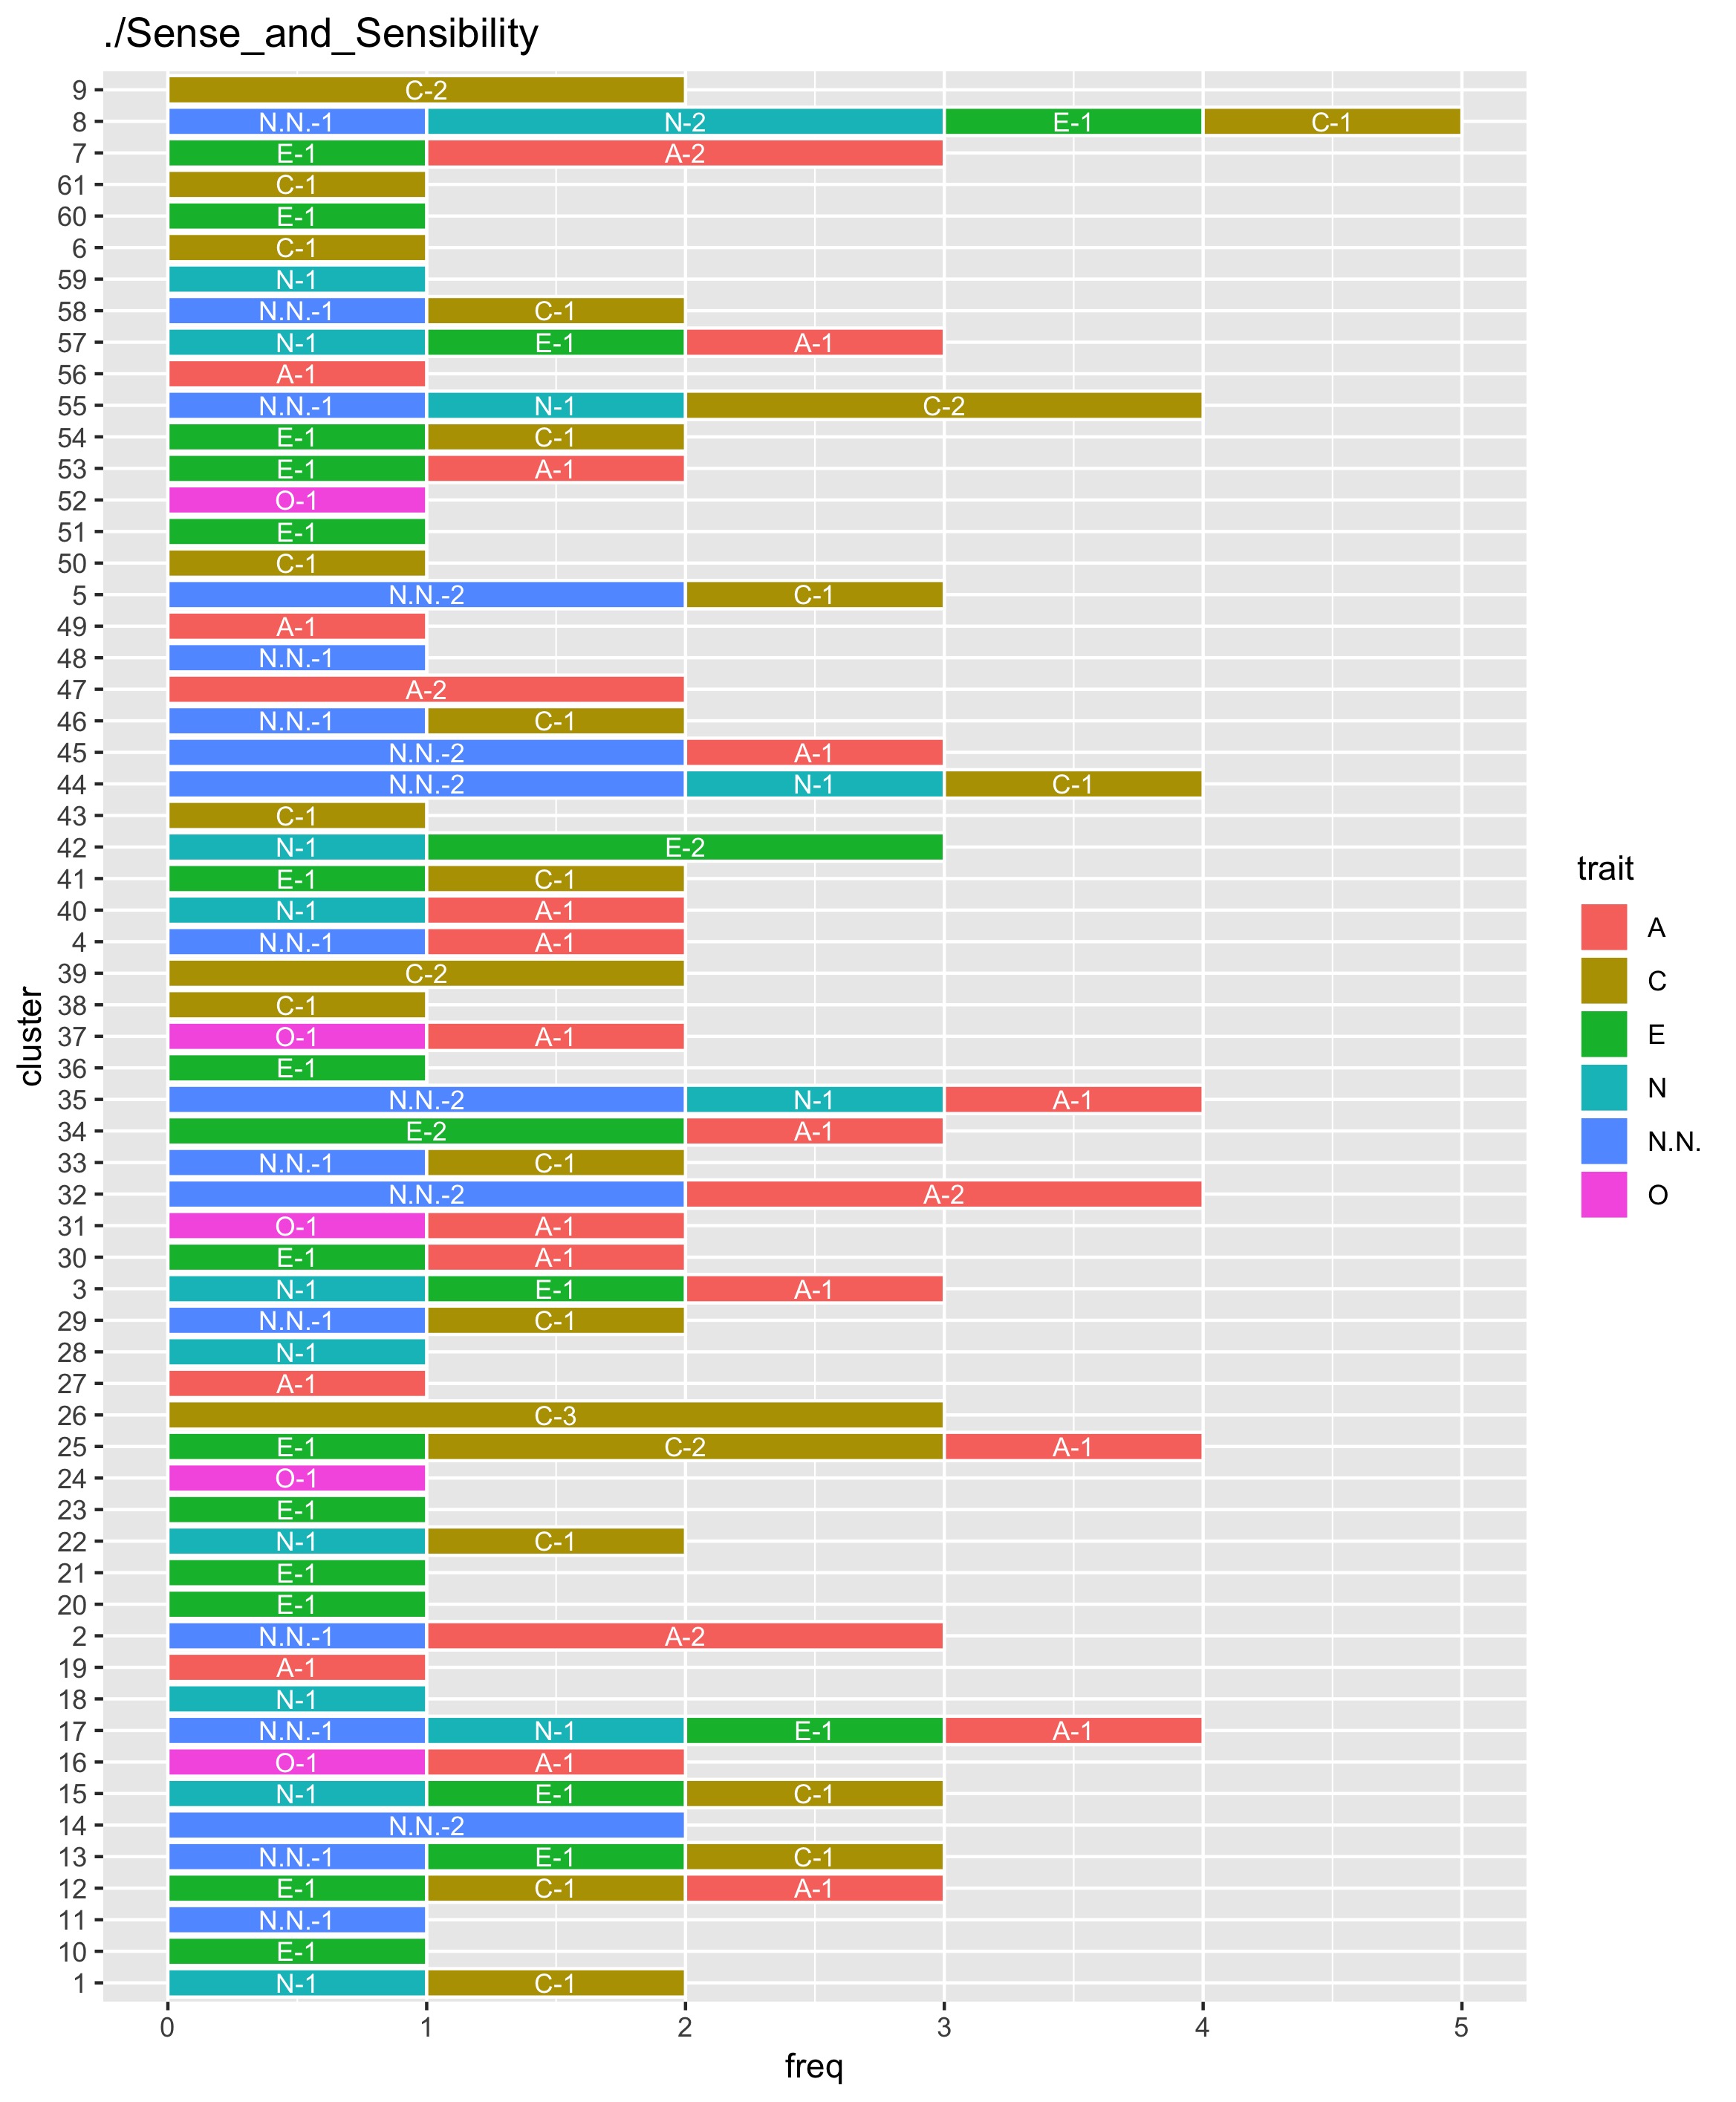 ./Sense_and_Sensibility
9 C-2
8 N.N.-1 N-2 E-1 C-1
7 E-1 A-2
61 C-1
60 E-1
6 C-1
59 N-1
58 N.N.-1 C-1
57 N-1 E-1 A-1
56 A-1
55 N.N.-1 N-1 C-2
54 E-1 C-1
53 E-1 A-1
52 O-1
51 E-1
50 C-1
5 N.N.-2 C-1
49 A-1
48 N.N.-1
47 A-2
46 N.N.-1 C-1
45 N.N.-2 A-1
44 N.N.-2 N-1 C-1
43 C-1
42 N-1 E-2
41 E-1 C-1
40 N-1 A-1
4 N.N.-1 A-1
39 C-2
38 C-1
37 O-1 A-1
36 E-1
35 N.N.-2 N-1 A-1
34 E-2 A-1
33 N.N.-1 C-1
32 N.N.-2 A-2
31 O-1 A-1
30 E-1 A-1
3 N-1 E-1 A-1
29 N.N.-1 C-1
28 N-1
27 A-1
26 C-3
25 E-1 C-2 A-1
24 O-1
23 E-1
22 N-1 C-1
21 E-1
20 E-1
2 N.N.-1 A-2
19 A-1
18 N-1
17 N.N.-1 N-1 E-1 A-1
16 O-1 A-1
15 N-1 E-1 C-1
14 N.N.-2
13 N.N.-1 E-1 C-1
12 E-1 C-1 A-1
11 N.N.-1
10 E-1
1 N-1 C-1
0 1 2 3 4 5
freq
cluster
trait
A
C
E
N
N.N.
O